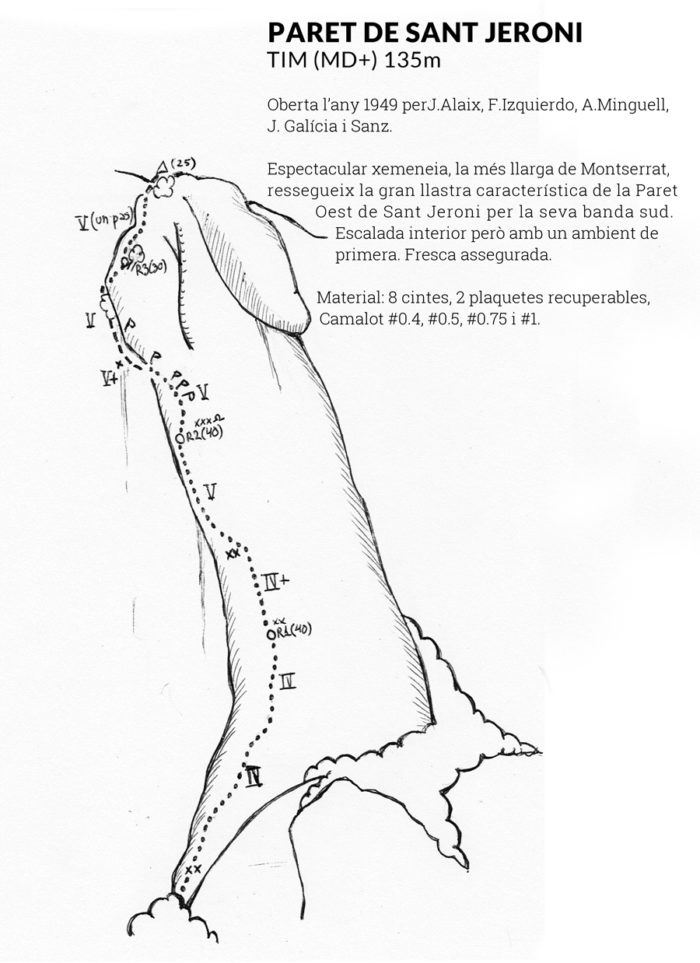 PARET DE SANT JERONI
TIM (MD+) 135m
Oberta l'any 1949 perJ.Alaix, F.Izquierdo, A.Minguell,
J. Galícia i Sanz.
Espectacular xemeneia, la més llarga de Montserrat,
ressegueix la gran llastra característica de la Paret
Oest de Sant Jeroni per la seva banda sud.
Escalada interior però amb un ambient de
primera. Fresca assegurada.
Material: 8 cintes, 2 plaquetes recuperables,
Camalot #0.4, #0.5, #0.75 i #1.
(25)
V (un pas)
R3(30)
V
P
x
V+
P
P P P V
xxx
R2(40)
V
xx
IV+
xx
R1(40)
IV
IV
xx